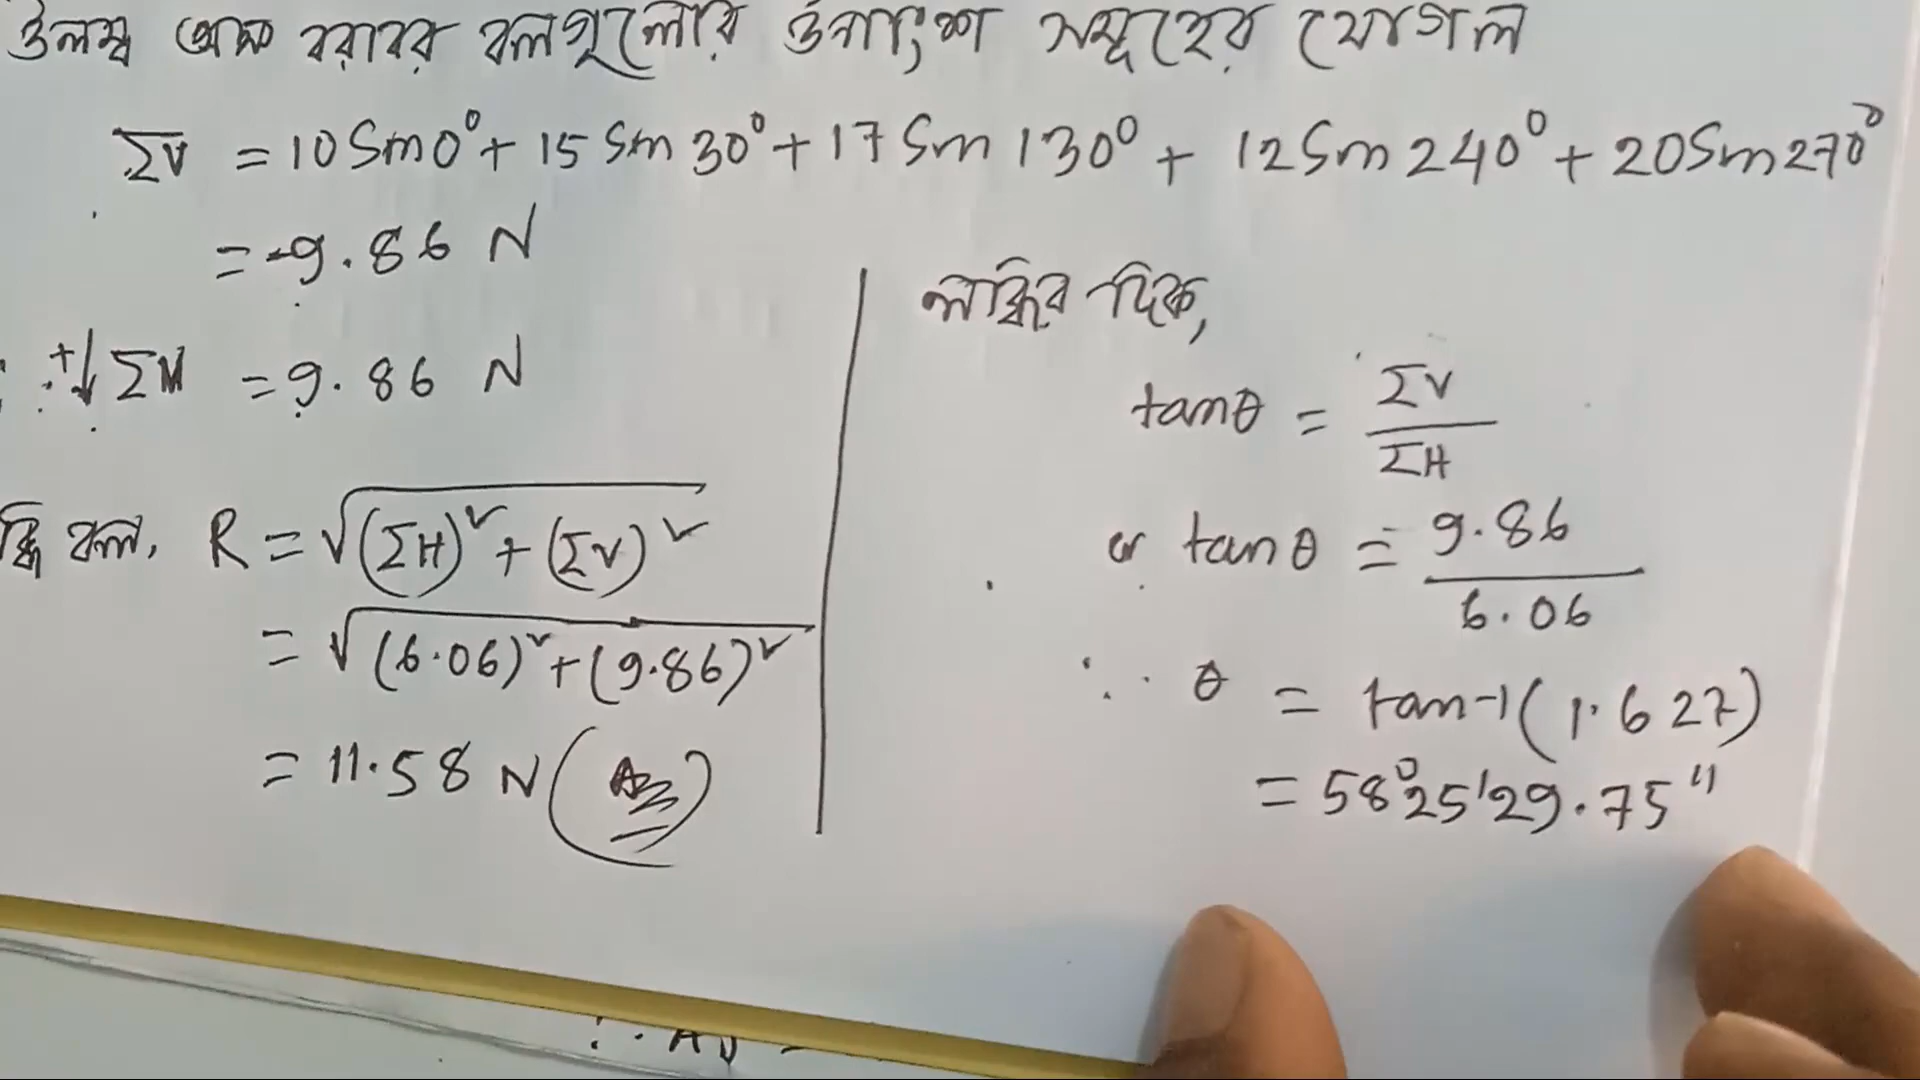 উলম্ব অক্ষ বরাবর বলগুলোর উপাংশ সমূহের যোগফল
ΣV = 10 Sin0° + 15 Sin 30° + 17 Sin 130° + 12 Sin 240° + 20 Sin 270°
= -9.86 N
∴ +↓ ΣV = 9.86 N
ব্ধি বল, R = √(ΣH)² + (ΣV)²
= √(6.06)² + (9.86)²
= 11.58 N (Ans)
লব্ধির দিক,
tanθ = ΣV / ΣH
or tanθ = 9.86 / 6.06
∴ θ = tan-1 (1.627)
= 58°25'29.75"